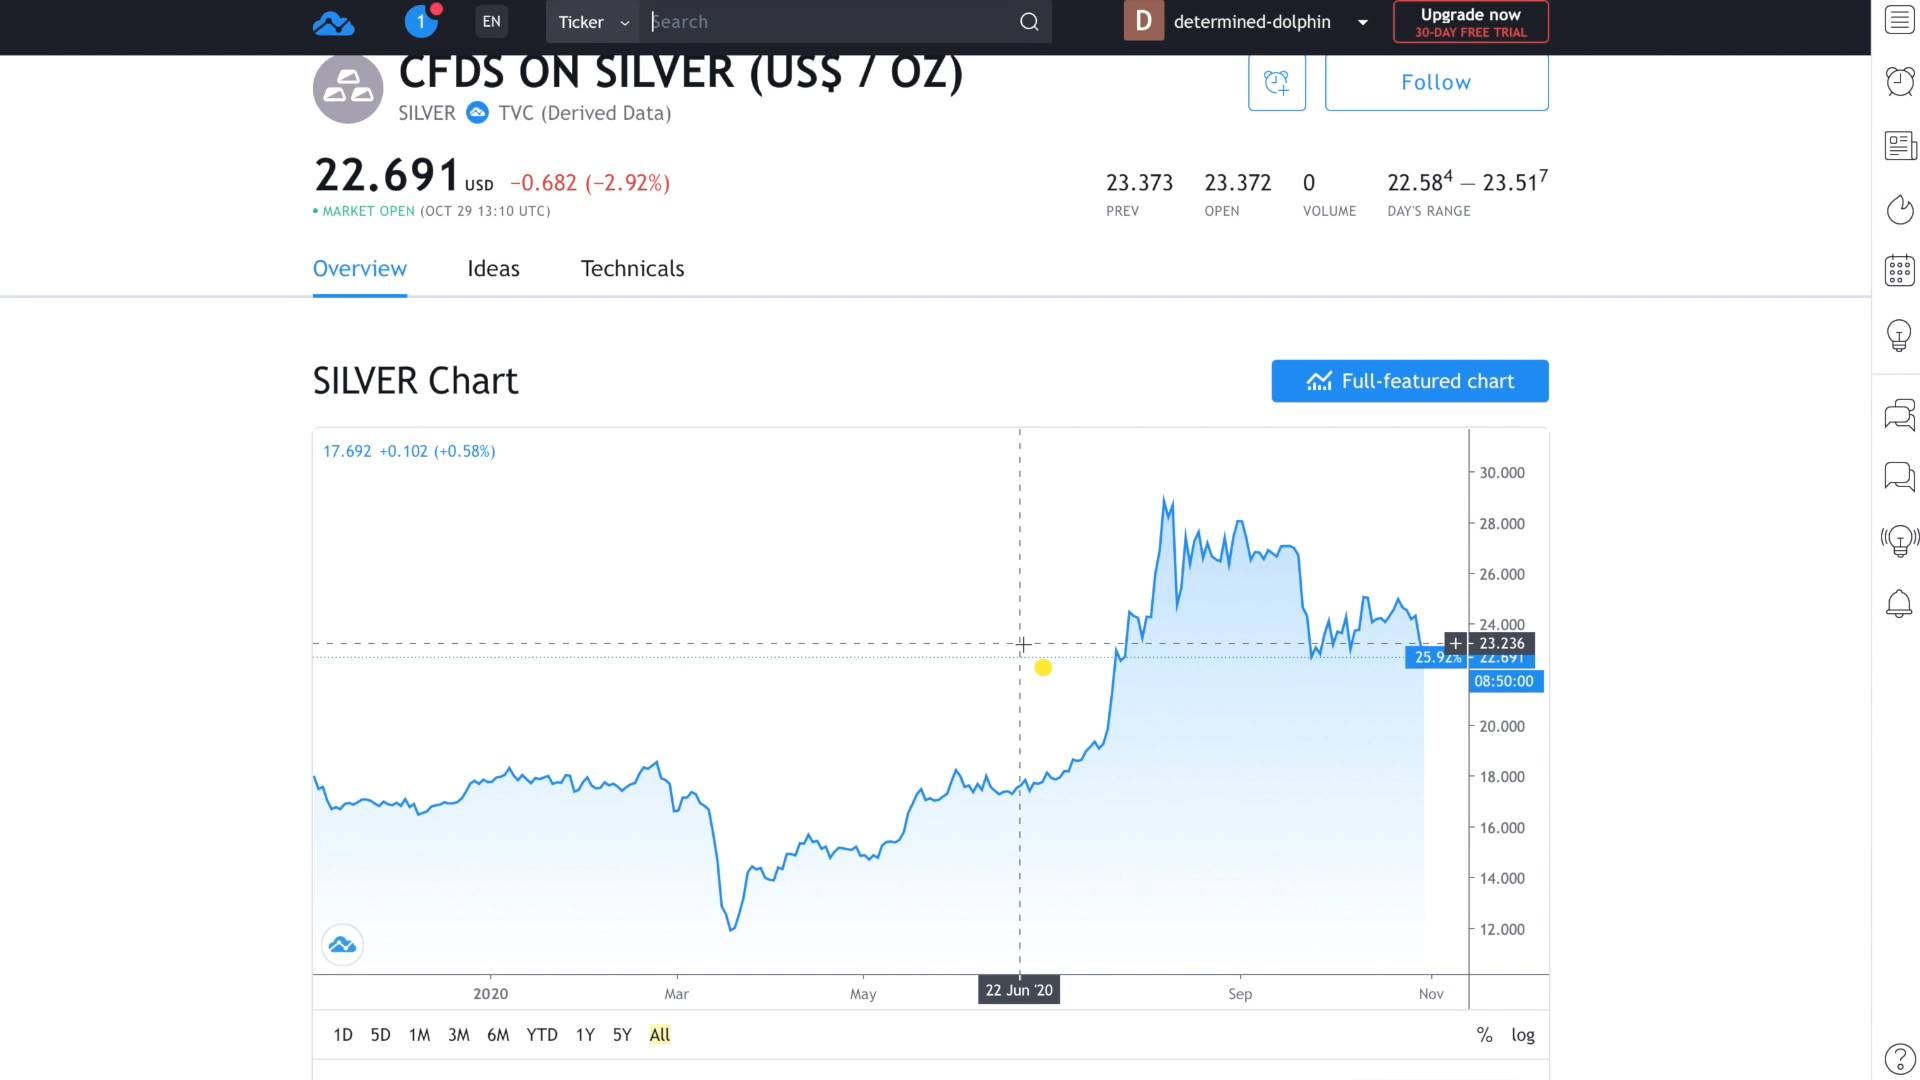 1
EN
Ticker
Search
D
determined-dolphin
Upgrade now
30-DAY FREE TRIAL
CFDS ON SILVER (US$ / OZ)
SILVER TVC (Derived Data)
Follow
22.691 USD −0.682 (−2.92%)
• MARKET OPEN (OCT 29 13:10 UTC)
23.373 23.372 0 22.584 — 23.517
PREV OPEN VOLUME DAY'S RANGE
Overview Ideas Technicals
SILVER Chart
Full-featured chart
17.692 +0.102 (+0.58%)
30.000
28.000
26.000
24.000
23.236
25.92% 22.691
08:50:00
20.000
18.000
16.000
14.000
12.000
2020 Mar May 22 Jun '20 Sep Nov
1D 5D 1M 3M 6M YTD 1Y 5Y All % log